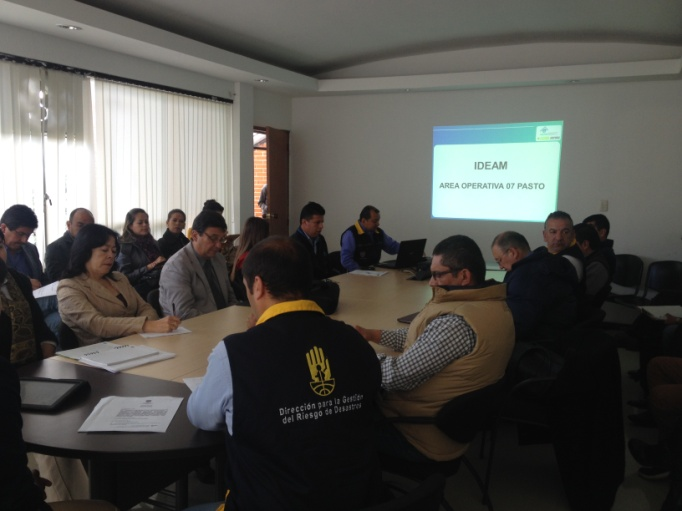 IDEAM
AREA OPERATIVA 07 PASTO
Dirección para la Gestión
del Riesgo de Desastres